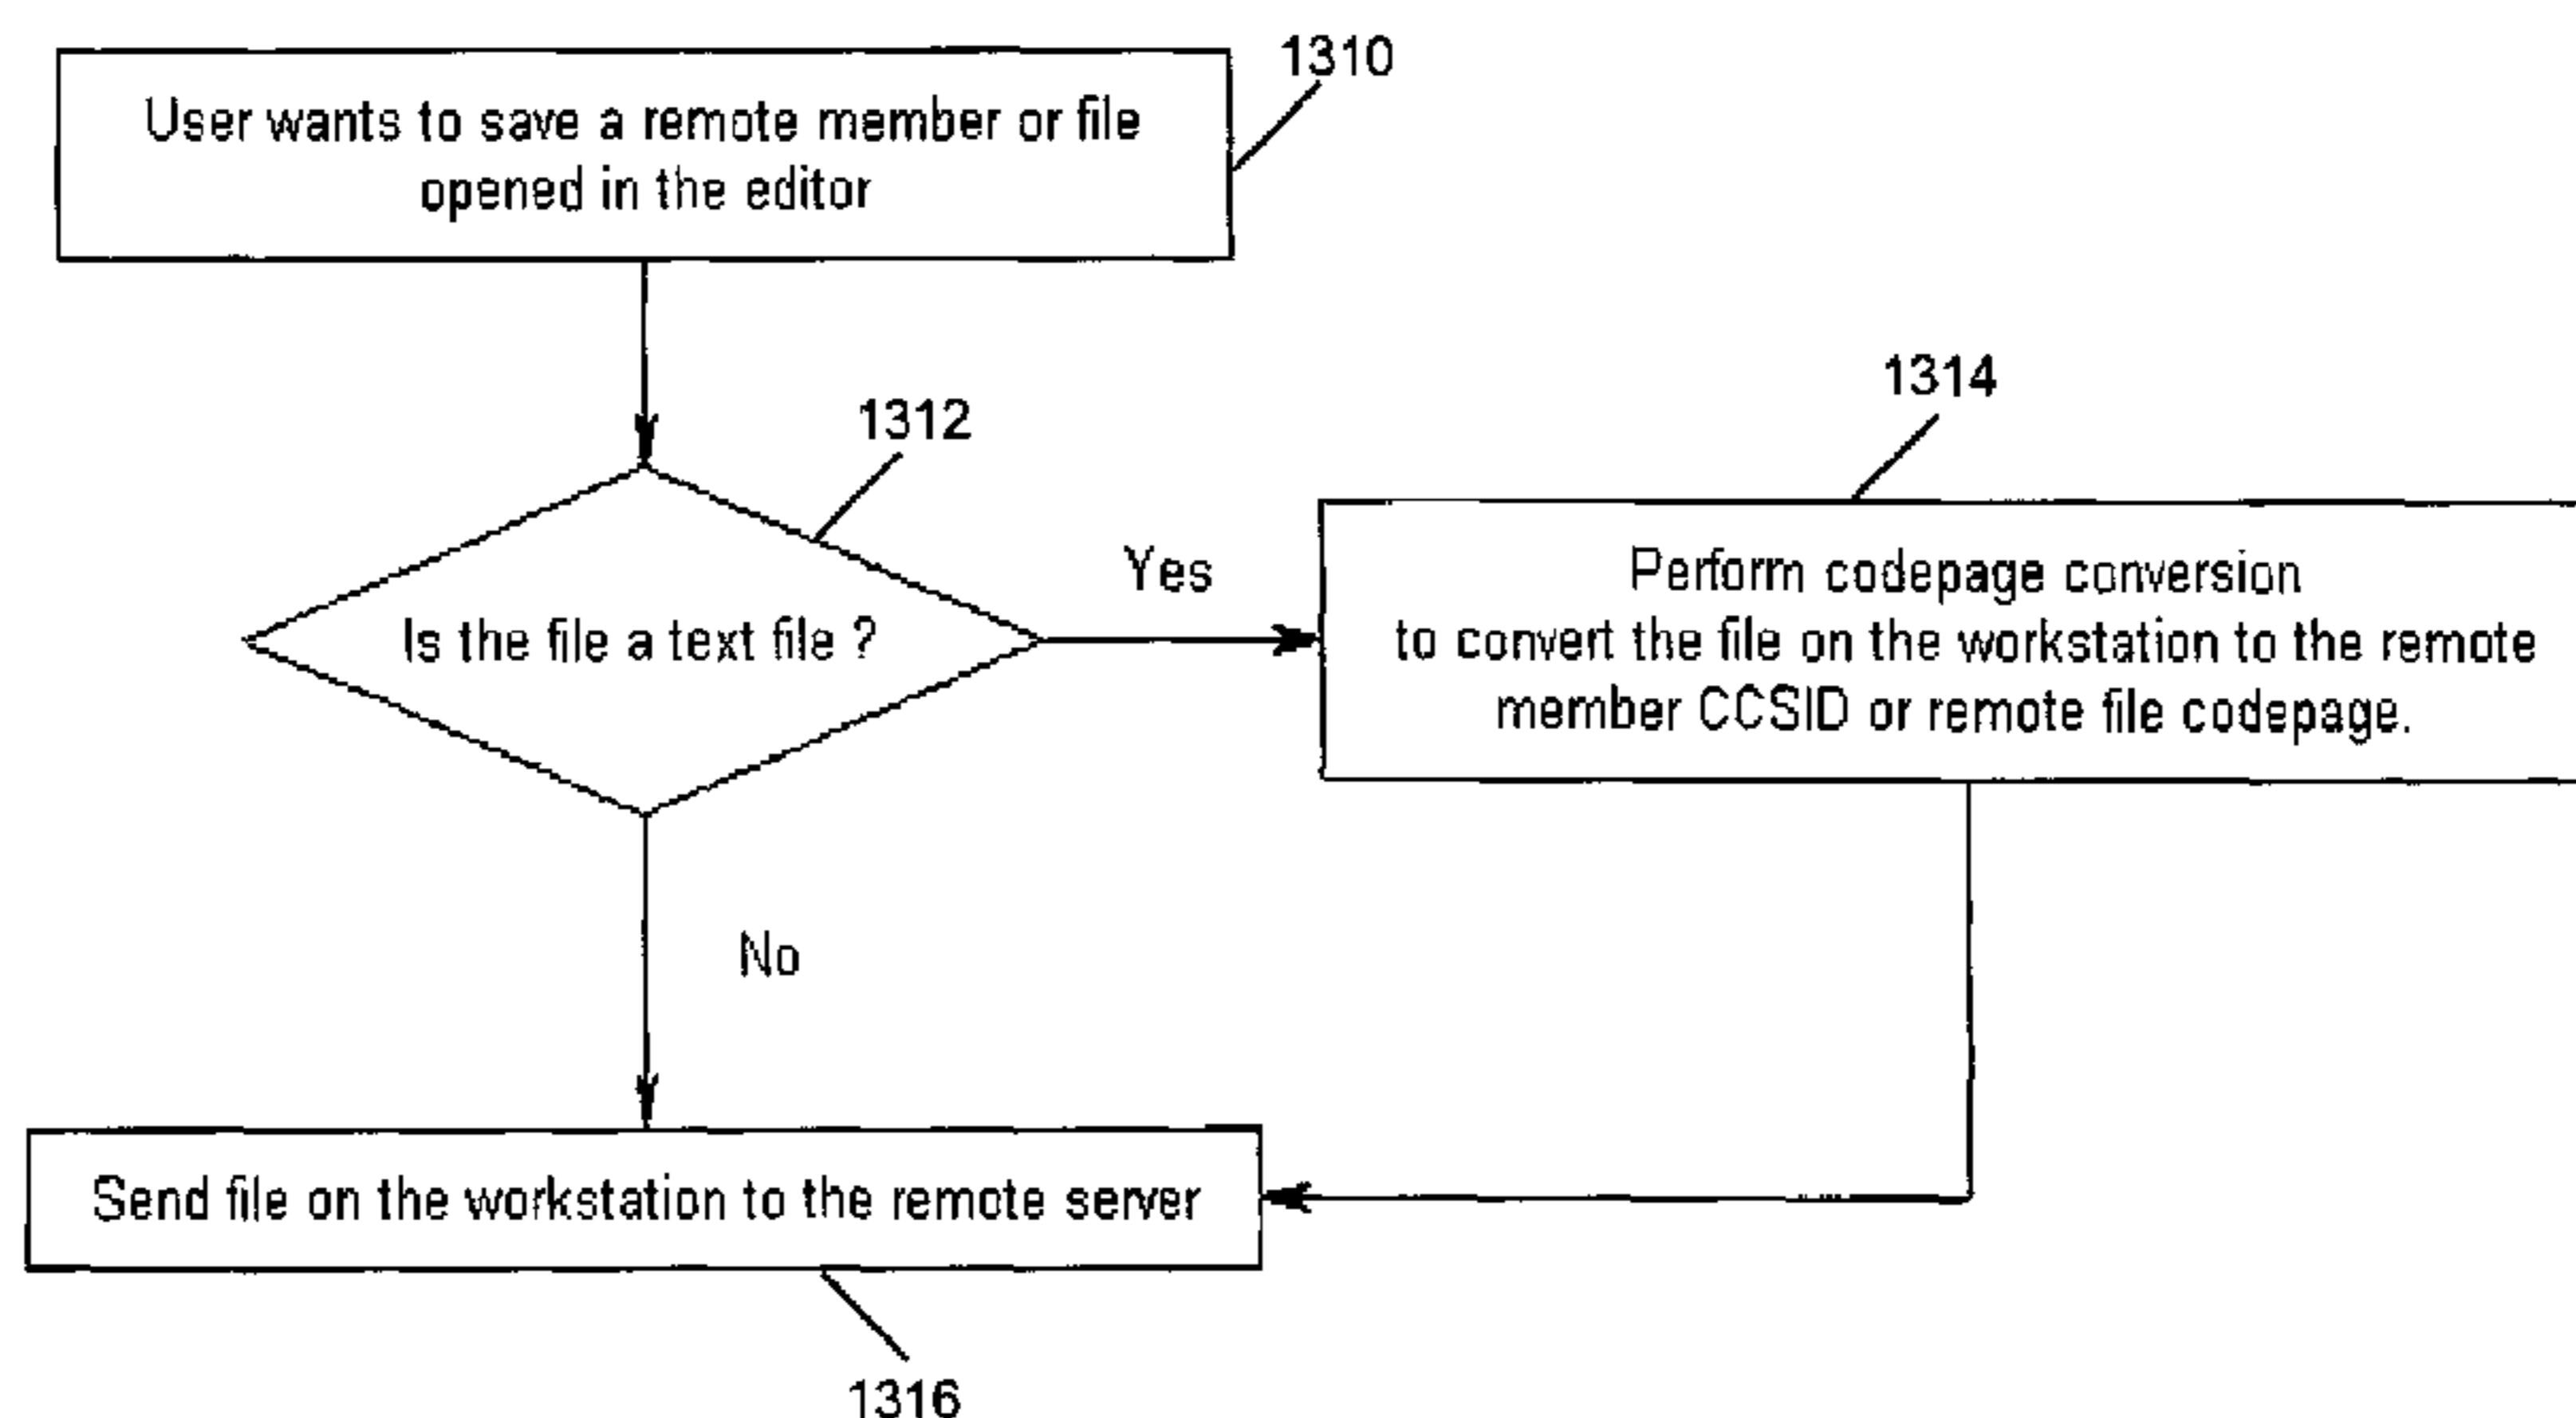 1310
User wants to save a remote member or file
opened in the editor
1312
Is the file a text file ?
Yes
1314
Perform codepage conversion
to convert the file on the workstation to the remote
member CCSID or remote file codepage.
No
Send file on the workstation to the remote server
1316